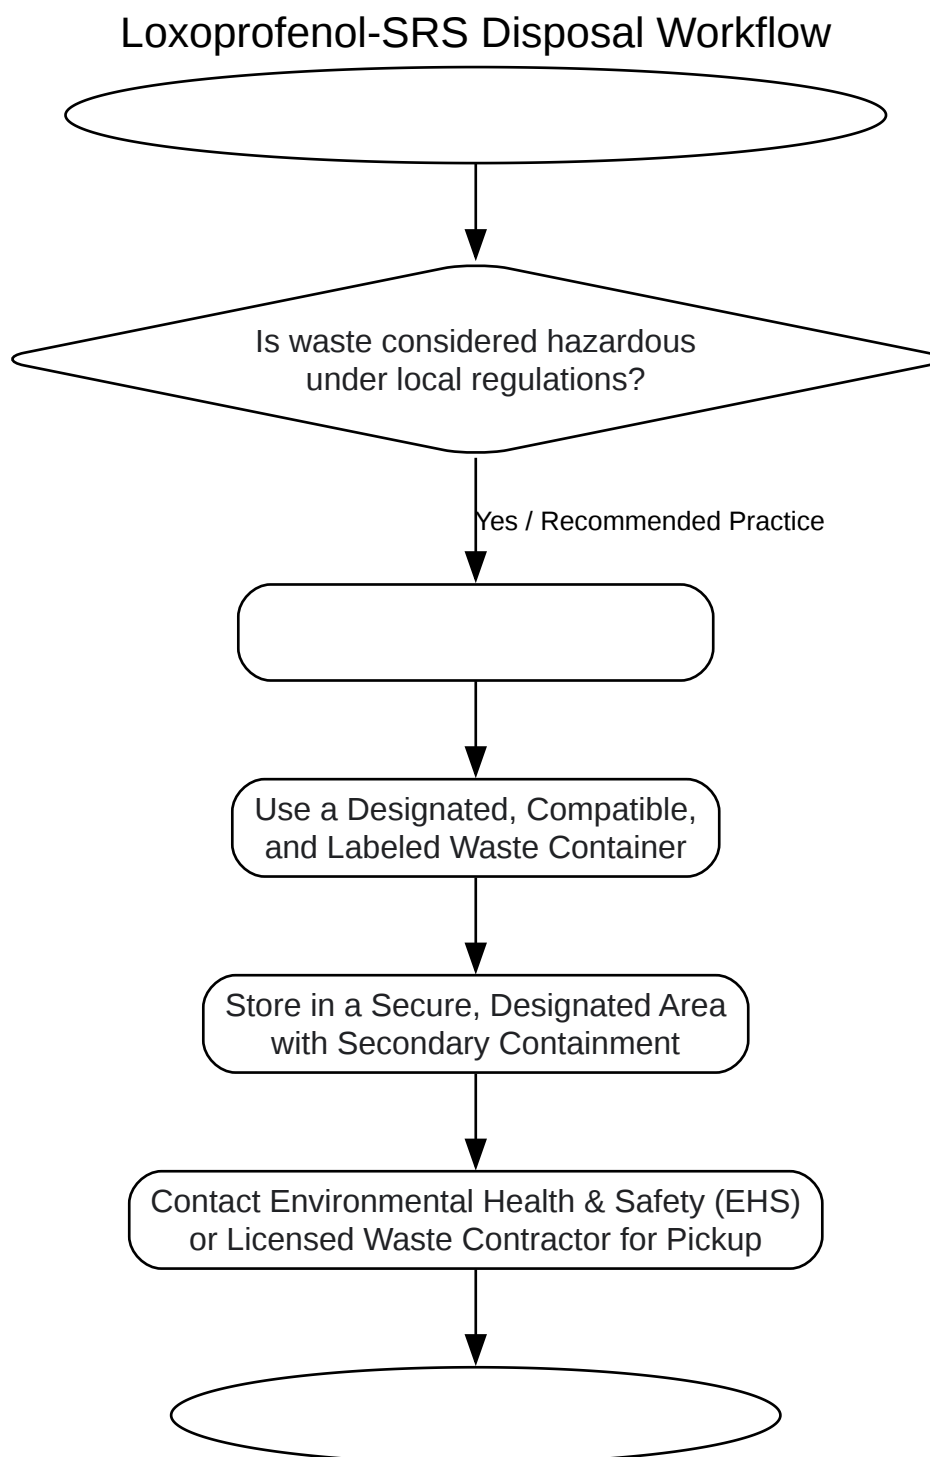 Loxoprofenol-SRS Disposal Workflow
Is waste considered hazardous
under local regulations?
Yes / Recommended Practice
Use a Designated, Compatible,
and Labeled Waste Container
Store in a Secure, Designated Area
with Secondary Containment
Contact Environmental Health & Safety (EHS)
or Licensed Waste Contractor for Pickup